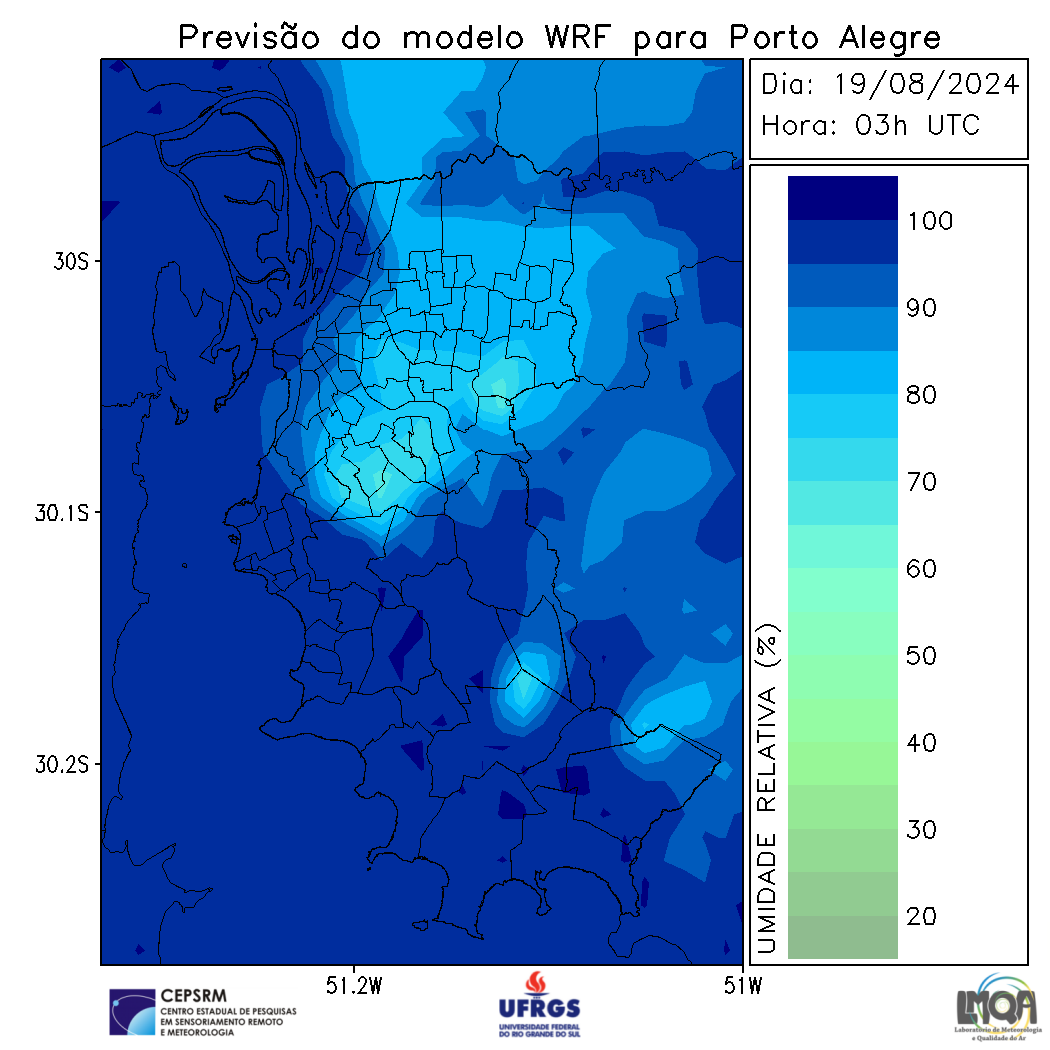 Previsão do modelo WRF para Porto Alegre
Dia: 19/08/2024
Hora: 03h UTC
30S
30.1S
30.2S
51.2W
51W
UMIDADE RELATIVA (%)
100
90
80
70
60
50
40
30
20
CEPSRM
CENTRO ESTADUAL DE PESQUISAS
EM SENSORIAMENTO REMOTO
E METEOROLOGIA
UFRGS
UNIVERSIDADE FEDERAL
DO RIO GRANDE DO SUL
LMQA
Laboratório de Meteorologia
e Qualidade do Ar